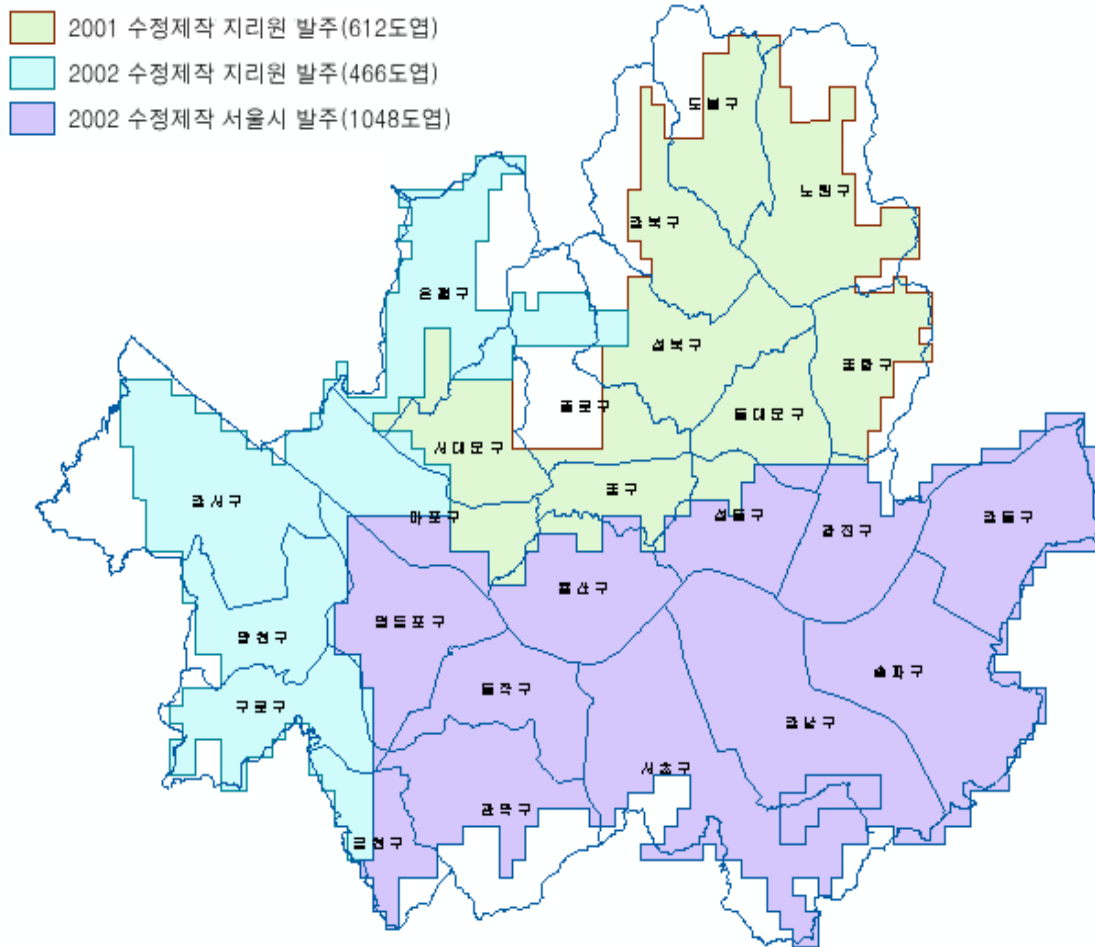 2001 수정제작 지리원 발주(612도엽)
2002 수정제작 지리원 발주(466도엽)
2002 수정제작 서울시 발주(1048도엽)
도봉구
노원구
강북구
은평구
성북구
중랑구
종로구
동대문구
서대문구
강서구
마포구
중구
성동구
광진구
강동구
용산구
영등포구
양천구
송파구
동작구
구로구
강남구
서초구
관악구
금천구